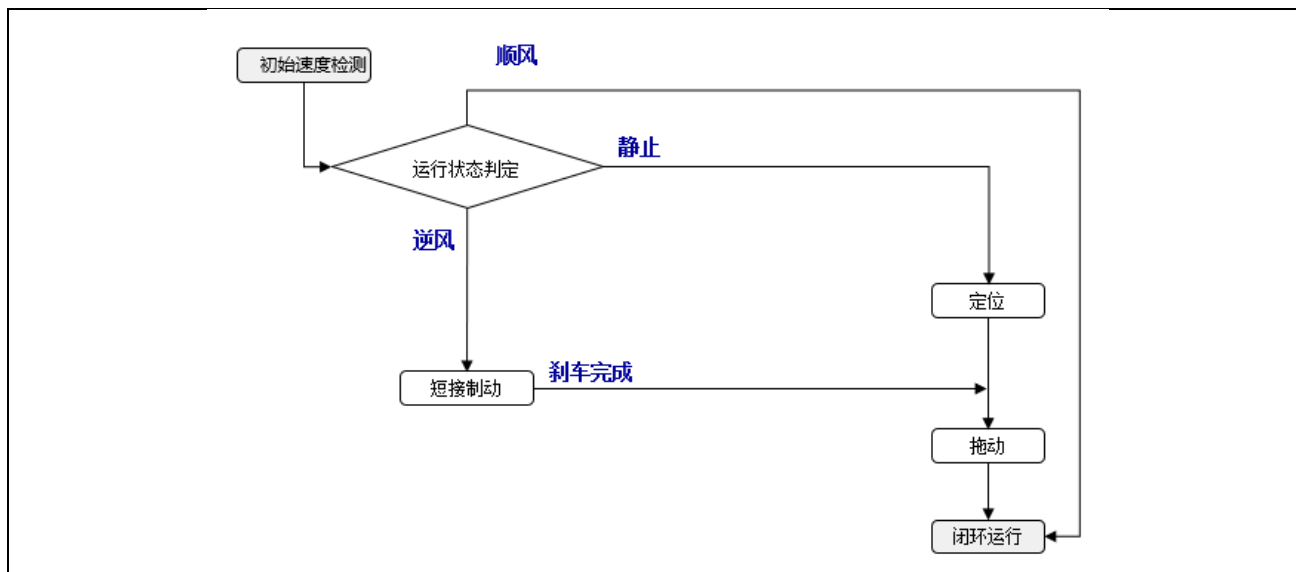 初始速度检测
顺风
运行状态判定
静止
逆风
定位
短接制动
刹车完成
拖动
闭环运行